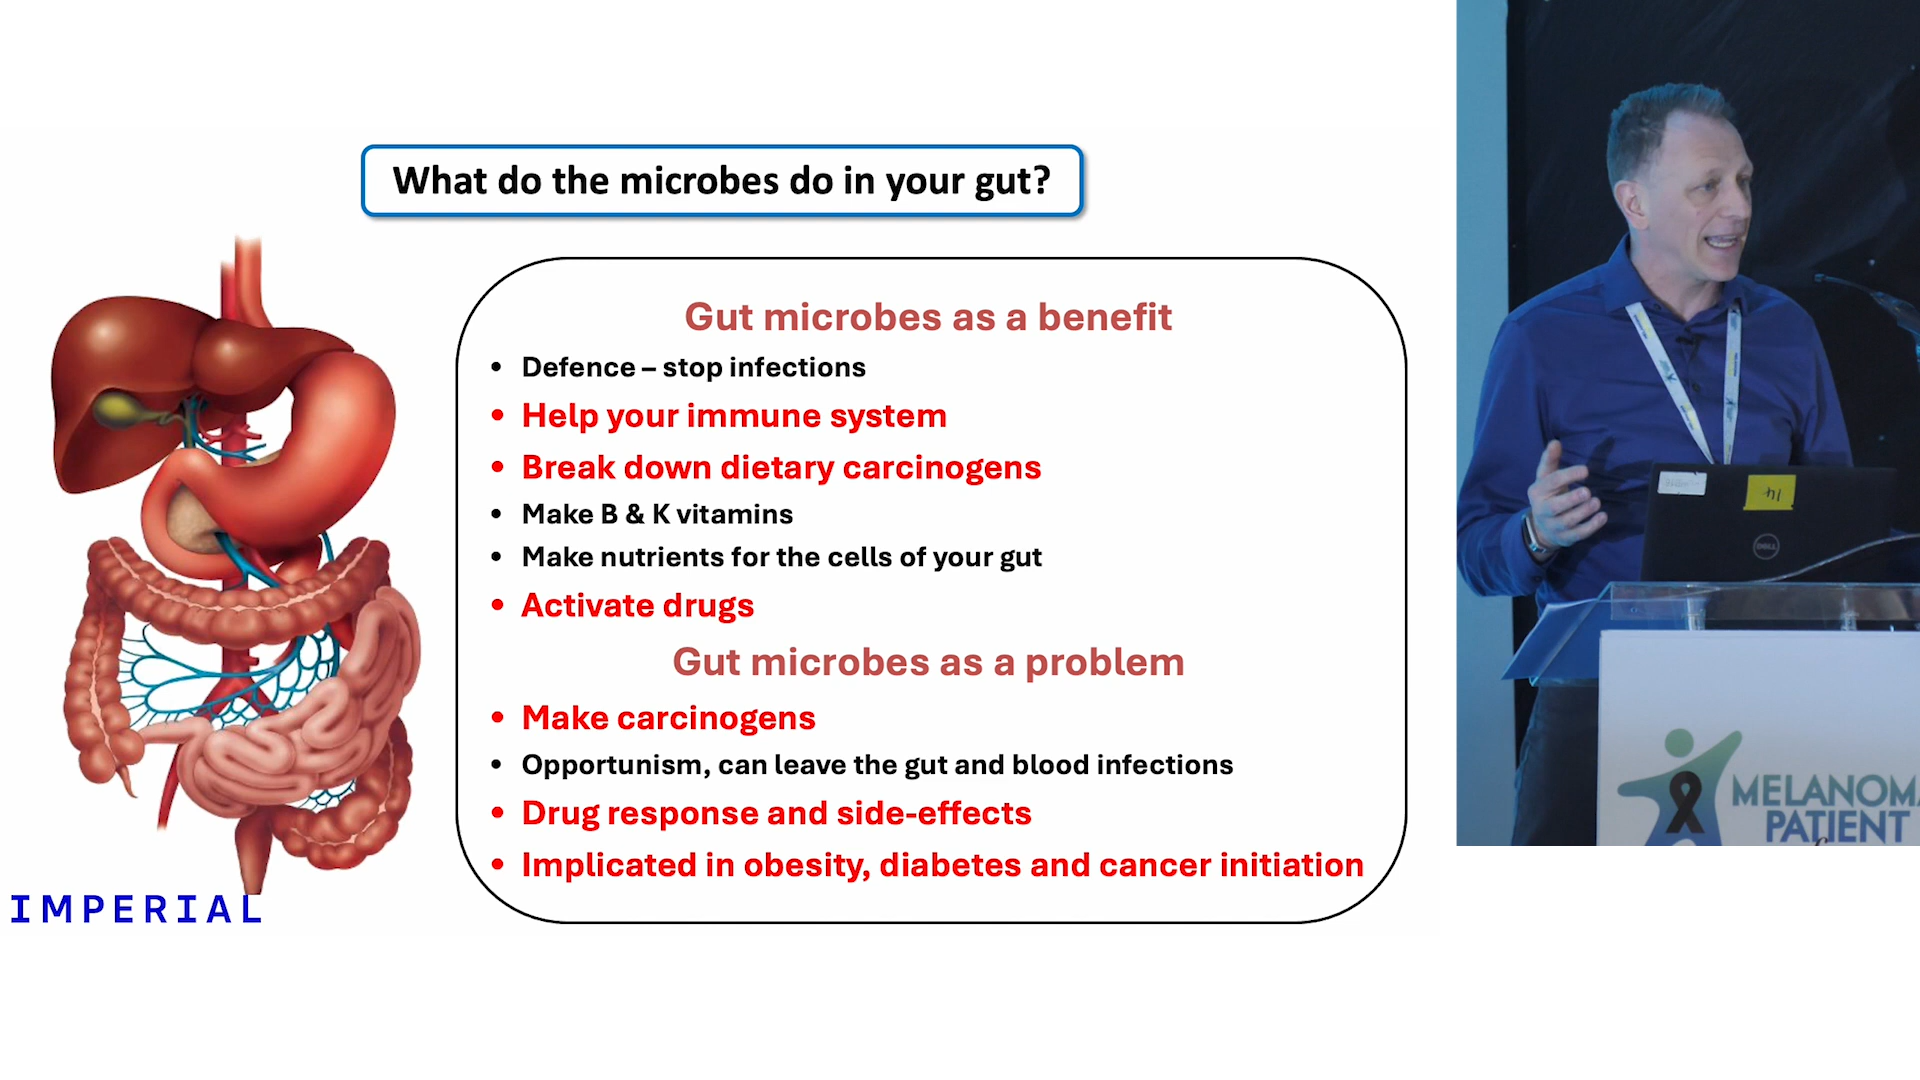 What do the microbes do in your gut?
Gut microbes as a benefit
• Defence – stop infections
• Help your immune system
• Break down dietary carcinogens
• Make B & K vitamins
• Make nutrients for the cells of your gut
• Activate drugs
Gut microbes as a problem
• Make carcinogens
• Opportunism, can leave the gut and blood infections
• Drug response and side-effects
• Implicated in obesity, diabetes and cancer initiation
IMPERIAL
DELL
MELANOMA
PATIENT